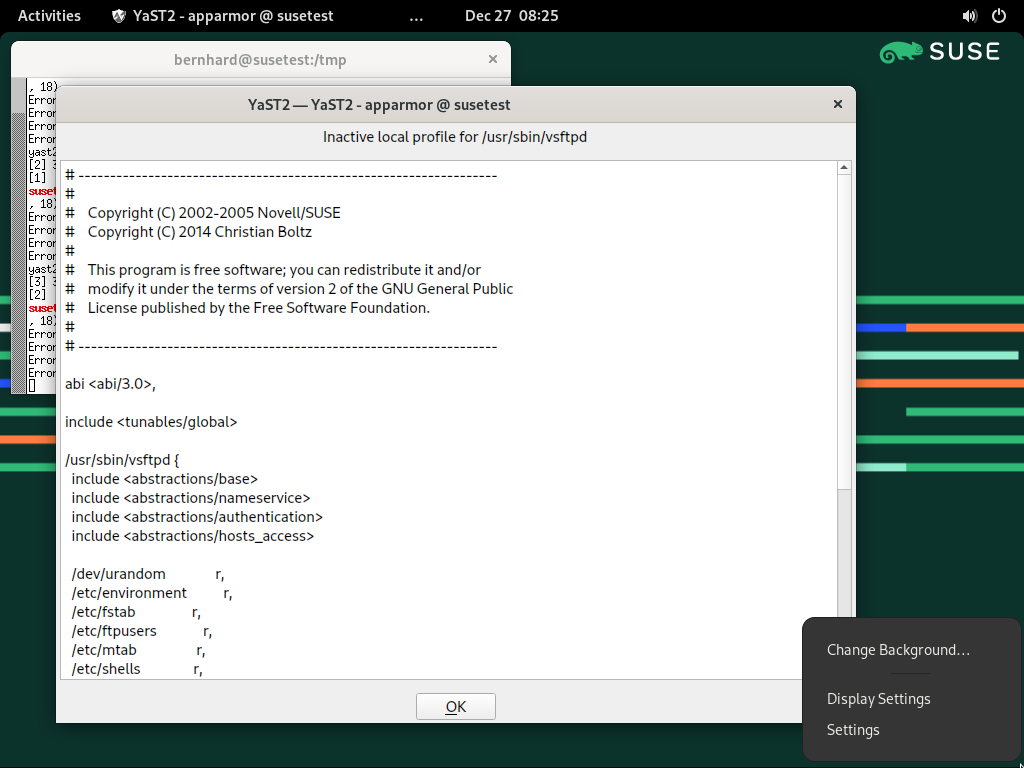 Activities
YaST2 - apparmor @ susetest
...
Dec 27 08:25
SUSE
bernhard@susetest:/tmp
, 18)
Error
Error
Error
Error
yast2
[2] 3
[1]
suset
, 18)
Error
Error
Error
Error
yast2
[3] 3
[2]
suset
, 18)
Error
Error
Error
Error
YaST2 — YaST2 - apparmor @ susetest
Inactive local profile for /usr/sbin/vsftpd
# ------------------------------------------------------------------
#
#    Copyright (C) 2002-2005 Novell/SUSE
#    Copyright (C) 2014 Christian Boltz
#
#    This program is free software; you can redistribute it and/or
#    modify it under the terms of version 2 of the GNU General Public
#    License published by the Free Software Foundation.
#
# ------------------------------------------------------------------
abi <abi/3.0>,
include <tunables/global>
/usr/sbin/vsftpd {
include <abstractions/base>
include <abstractions/nameservice>
include <abstractions/authentication>
include <abstractions/hosts_access>
/dev/urandom r,
/etc/environment r,
/etc/fstab r,
/etc/ftpusers r,
/etc/mtab r,
/etc/shells r,
OK
Change Background...
Display Settings
Settings